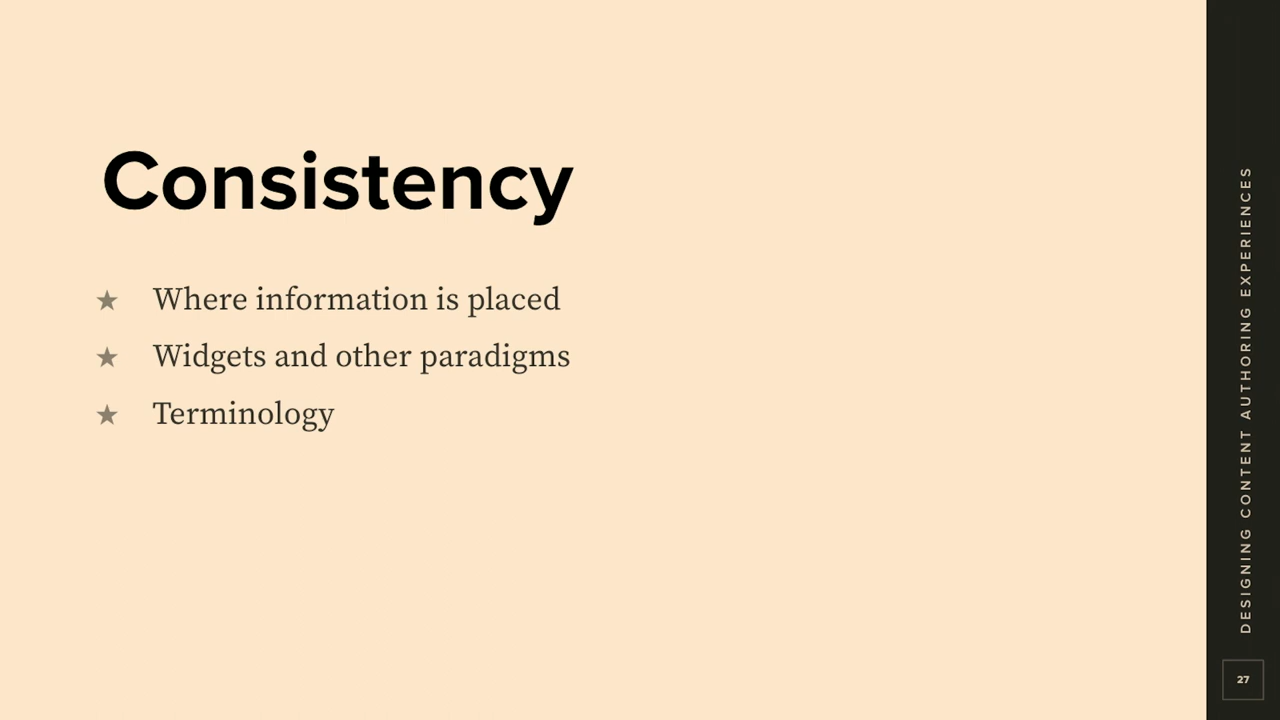 Consistency
★ Where information is placed
★ Widgets and other paradigms
★ Terminology
DESIGNING CONTENT AUTHORING EXPERIENCES
27